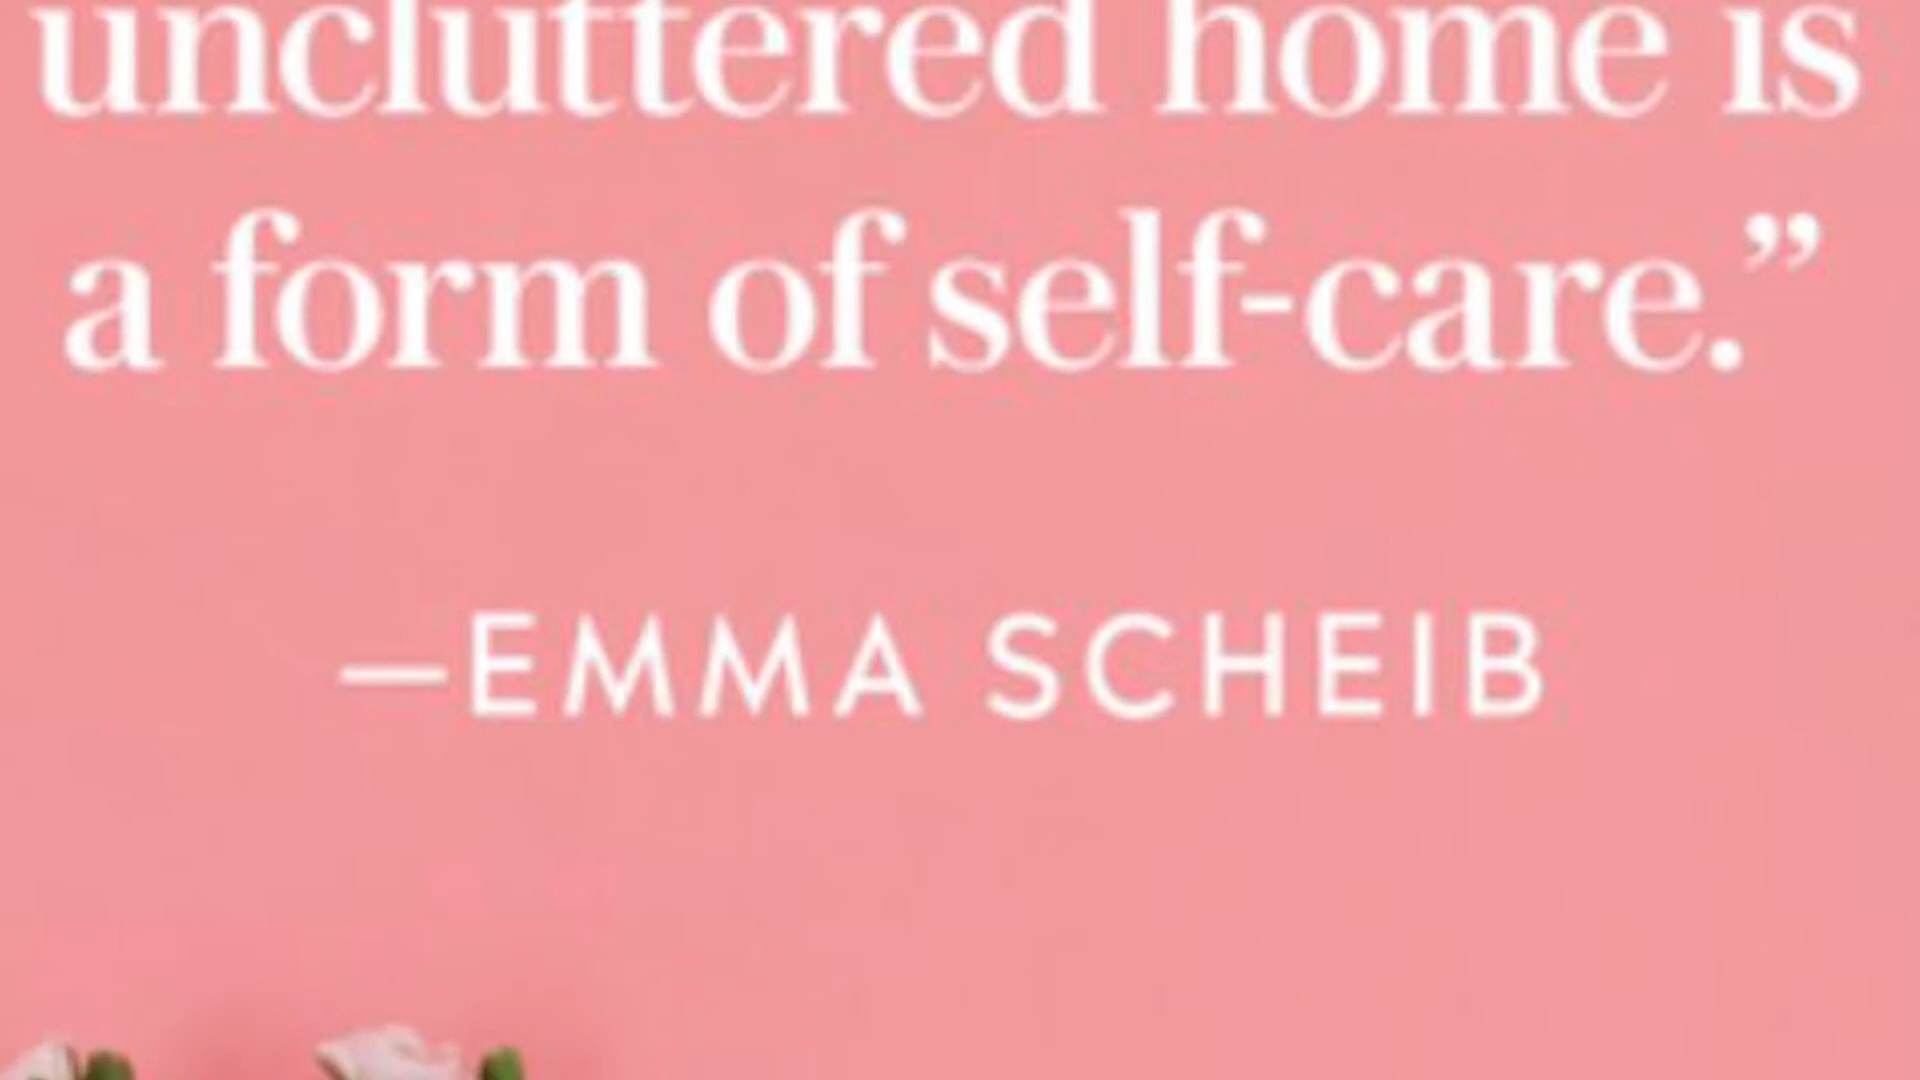 uncluttered home is
a form of self-care.”
—EMMA SCHEIB